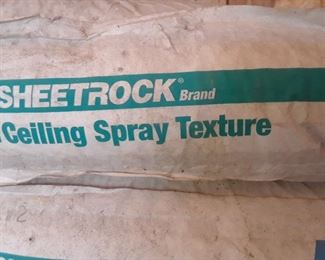 SHEETROCK® Brand
Ceiling Spray Texture